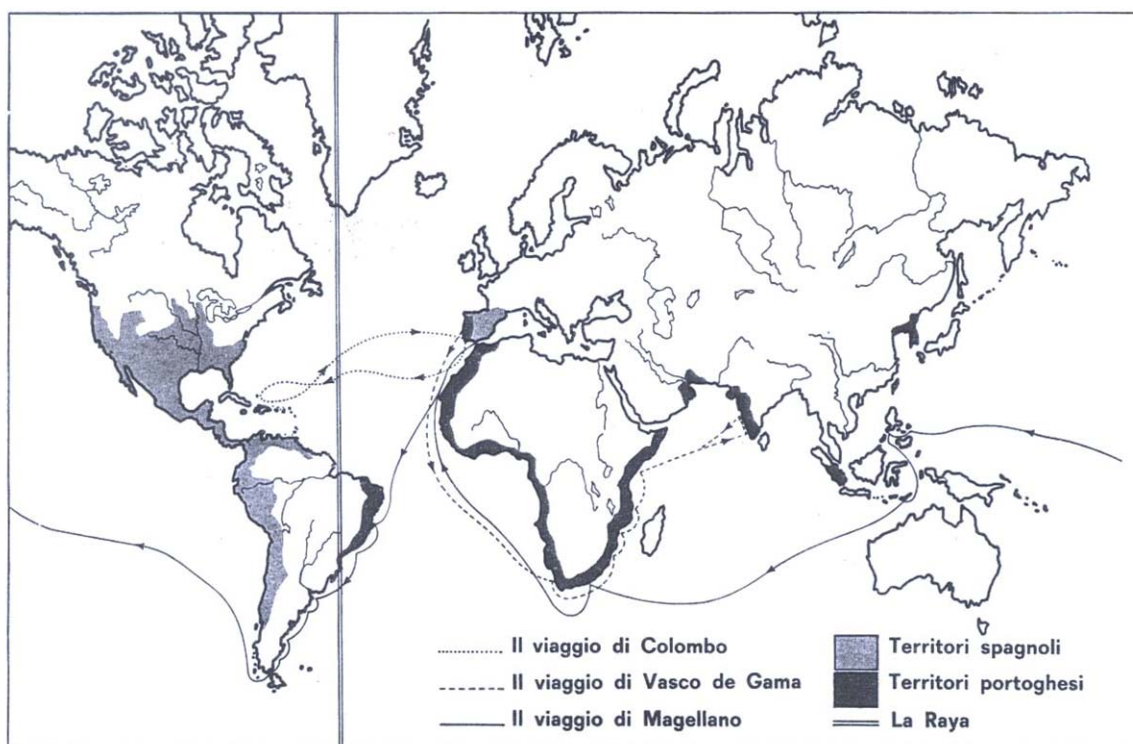 Il viaggio di Colombo
Il viaggio di Vasco de Gama
Il viaggio di Magellano
Territori spagnoli
Territori portoghesi
La Raya